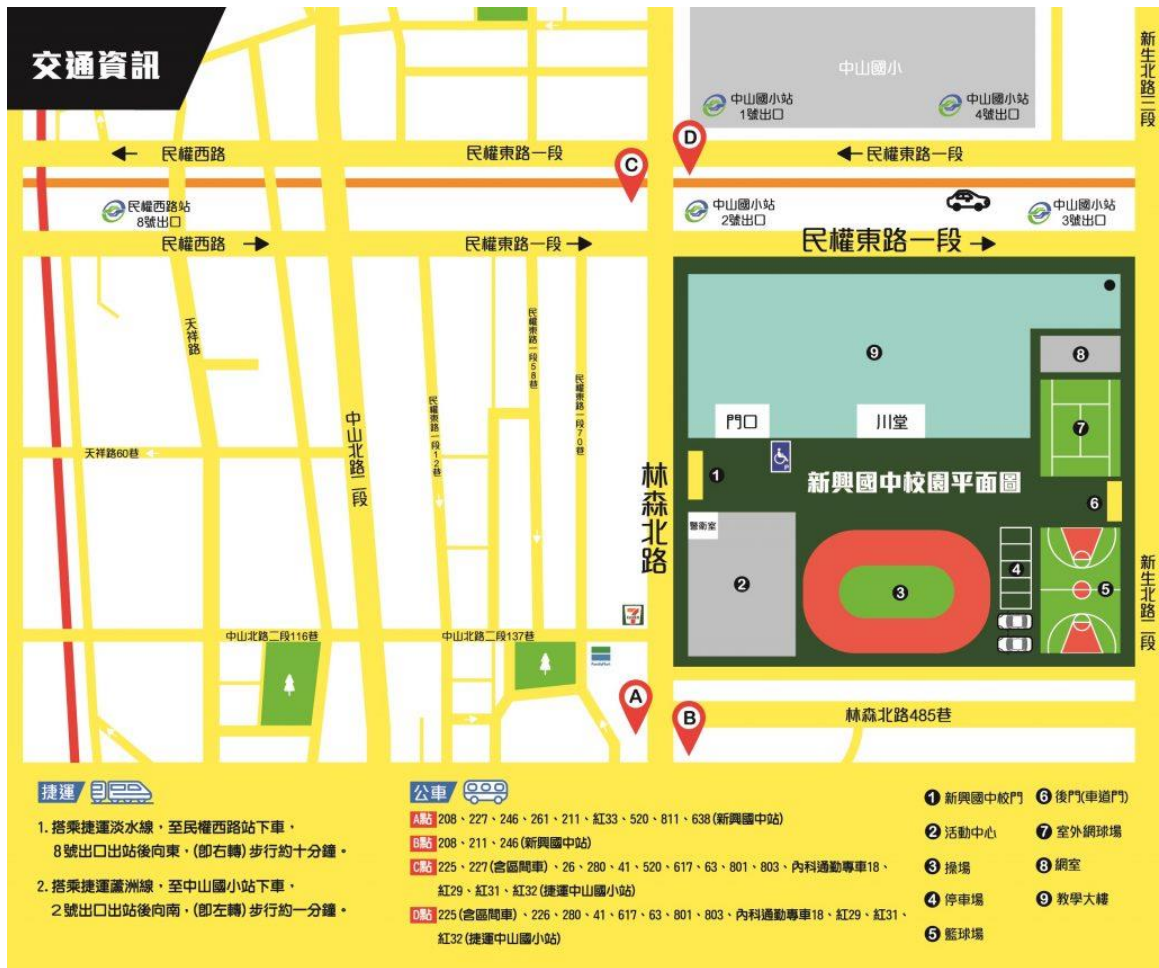 交通資訊
中山國小
中山國小站
1號出口
中山國小站
4號出口
新生北路二段
民權西路
民權東路一段
民權東路一段
C
D
民權西路站
8號出口
中山國小站
2號出口
中山國小站
3號出口
民權西路
民權東路一段
民權東路一段
天祥路
民權東路一段58巷
民權東路一段70巷
民權東路一段12巷
中山北路二段
天祥路60巷
林森北路
9
8
7
門口
川堂
P
1
新興國中校園平面圖
6
警衛室
2
3
4
5
新生北路二段
7
ELEVEN
FamilyMart
中山北路二段116巷
中山北路二段137巷
A
B
林森北路485巷
捷運
1. 搭乘捷運淡水線,至民權西路站下車,
8號出口出站後向東,(即右轉)步行約十分鐘。
2. 搭乘捷運蘆洲線,至中山國小站下車,
2號出口出站後向南,(即左轉)步行約一分鐘。
公車
A點 208、227、246、261、211、紅33、520、811、638 (新興國中站)
B點 208、211、246 (新興國中站)
C點 225、227(含區間車)、26、280、41、520、617、63、801、803、內科通勤專車18、
紅29、紅31、紅32 (捷運中山國小站)
D點 225(含區間車)、226、280、41、617、63、801、803、內科通勤專車18、紅29、紅31、
紅32 (捷運中山國小站)
1 新興國中校門
2 活動中心
3 操場
4 停車場
5 籃球場
6 後門(車道門)
7 室外網球場
8 網室
9 教學大樓